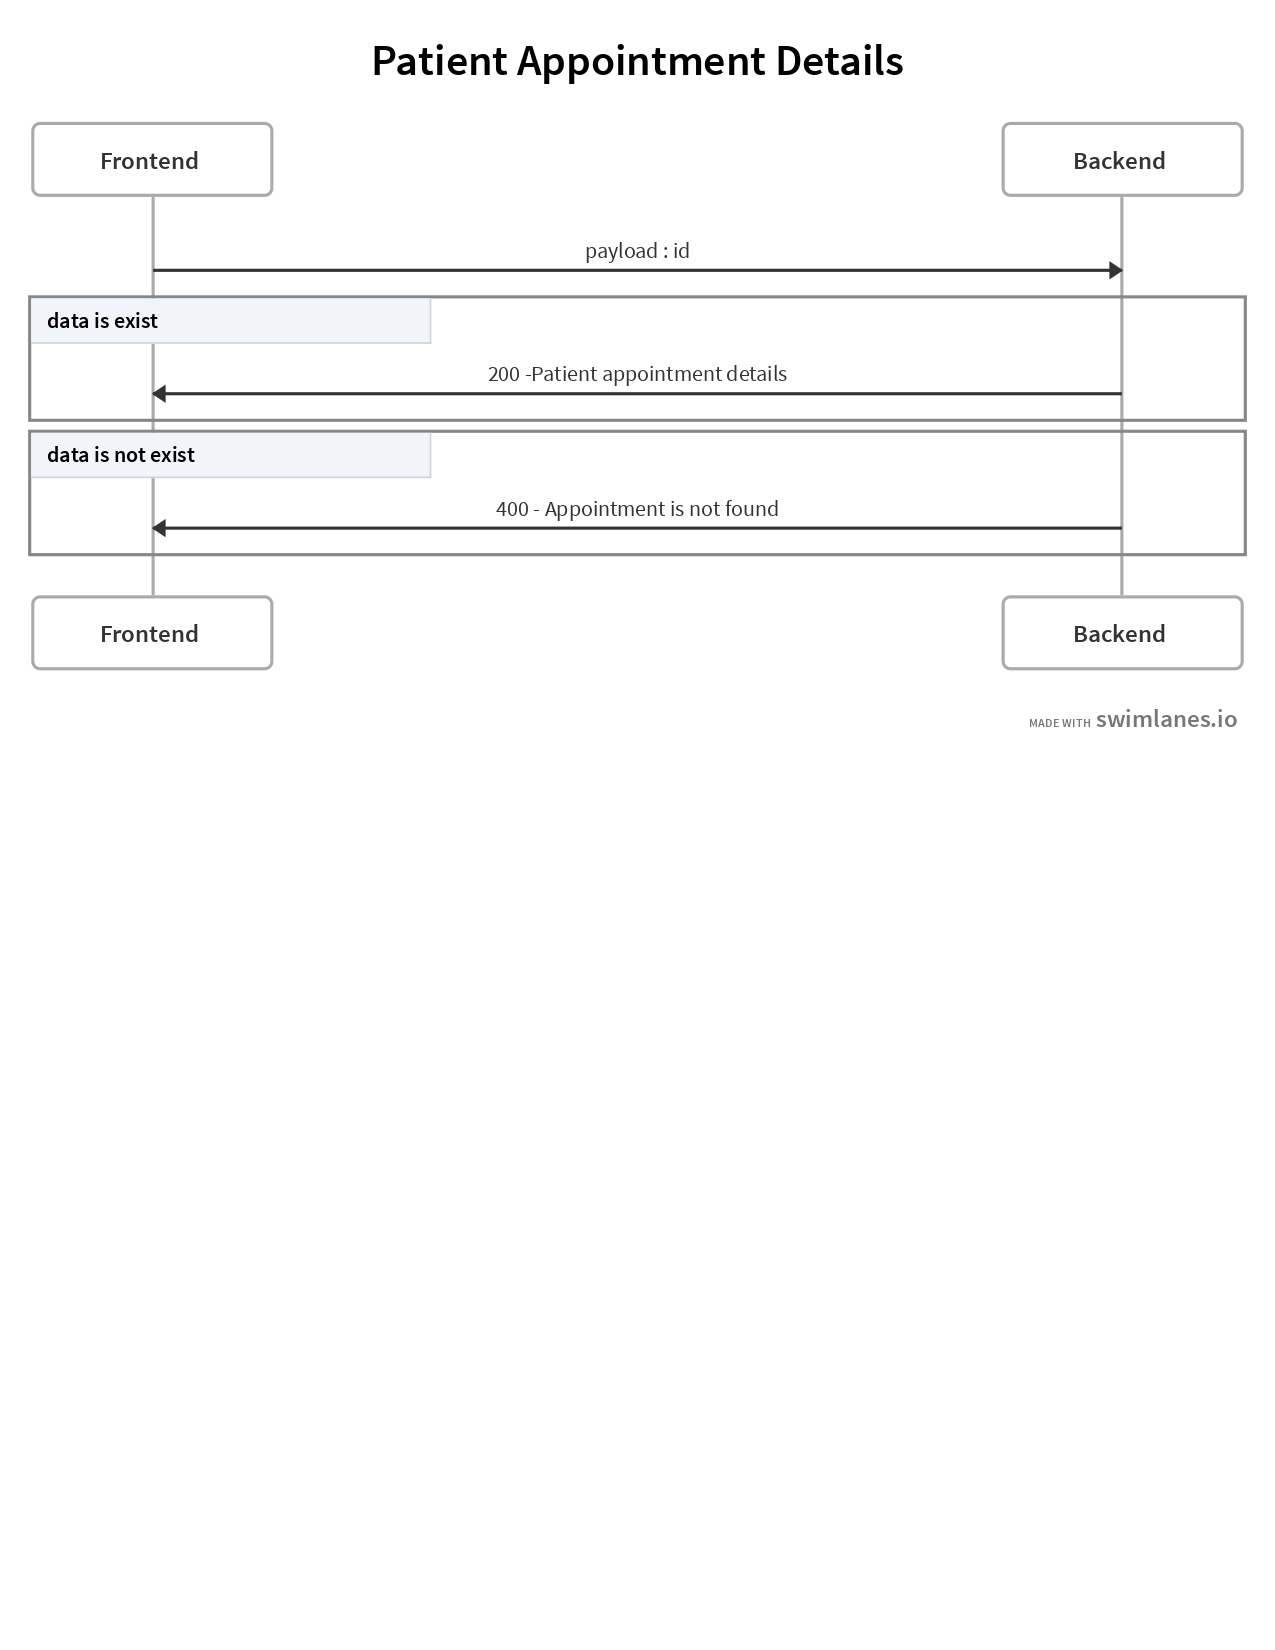 Patient Appointment Details
Frontend
Backend
payload : id
data is exist
200 -Patient appointment details
data is not exist
400 - Appointment is not found
Frontend
Backend
MADE WITH swimlanes.io